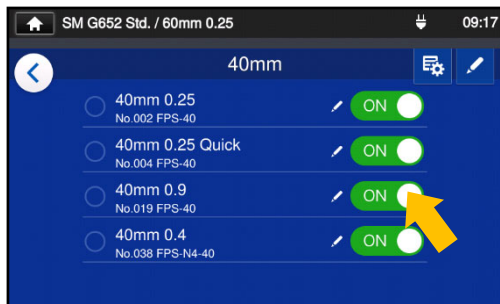 SM G652 Std. / 60mm 0.25
09:17
40mm
40mm 0.25
No.002 FPS-40
ON
40mm 0.25 Quick
No.004 FPS-40
ON
40mm 0.9
No.019 FPS-40
ON
40mm 0.4
No.038 FPS-N4-40
ON